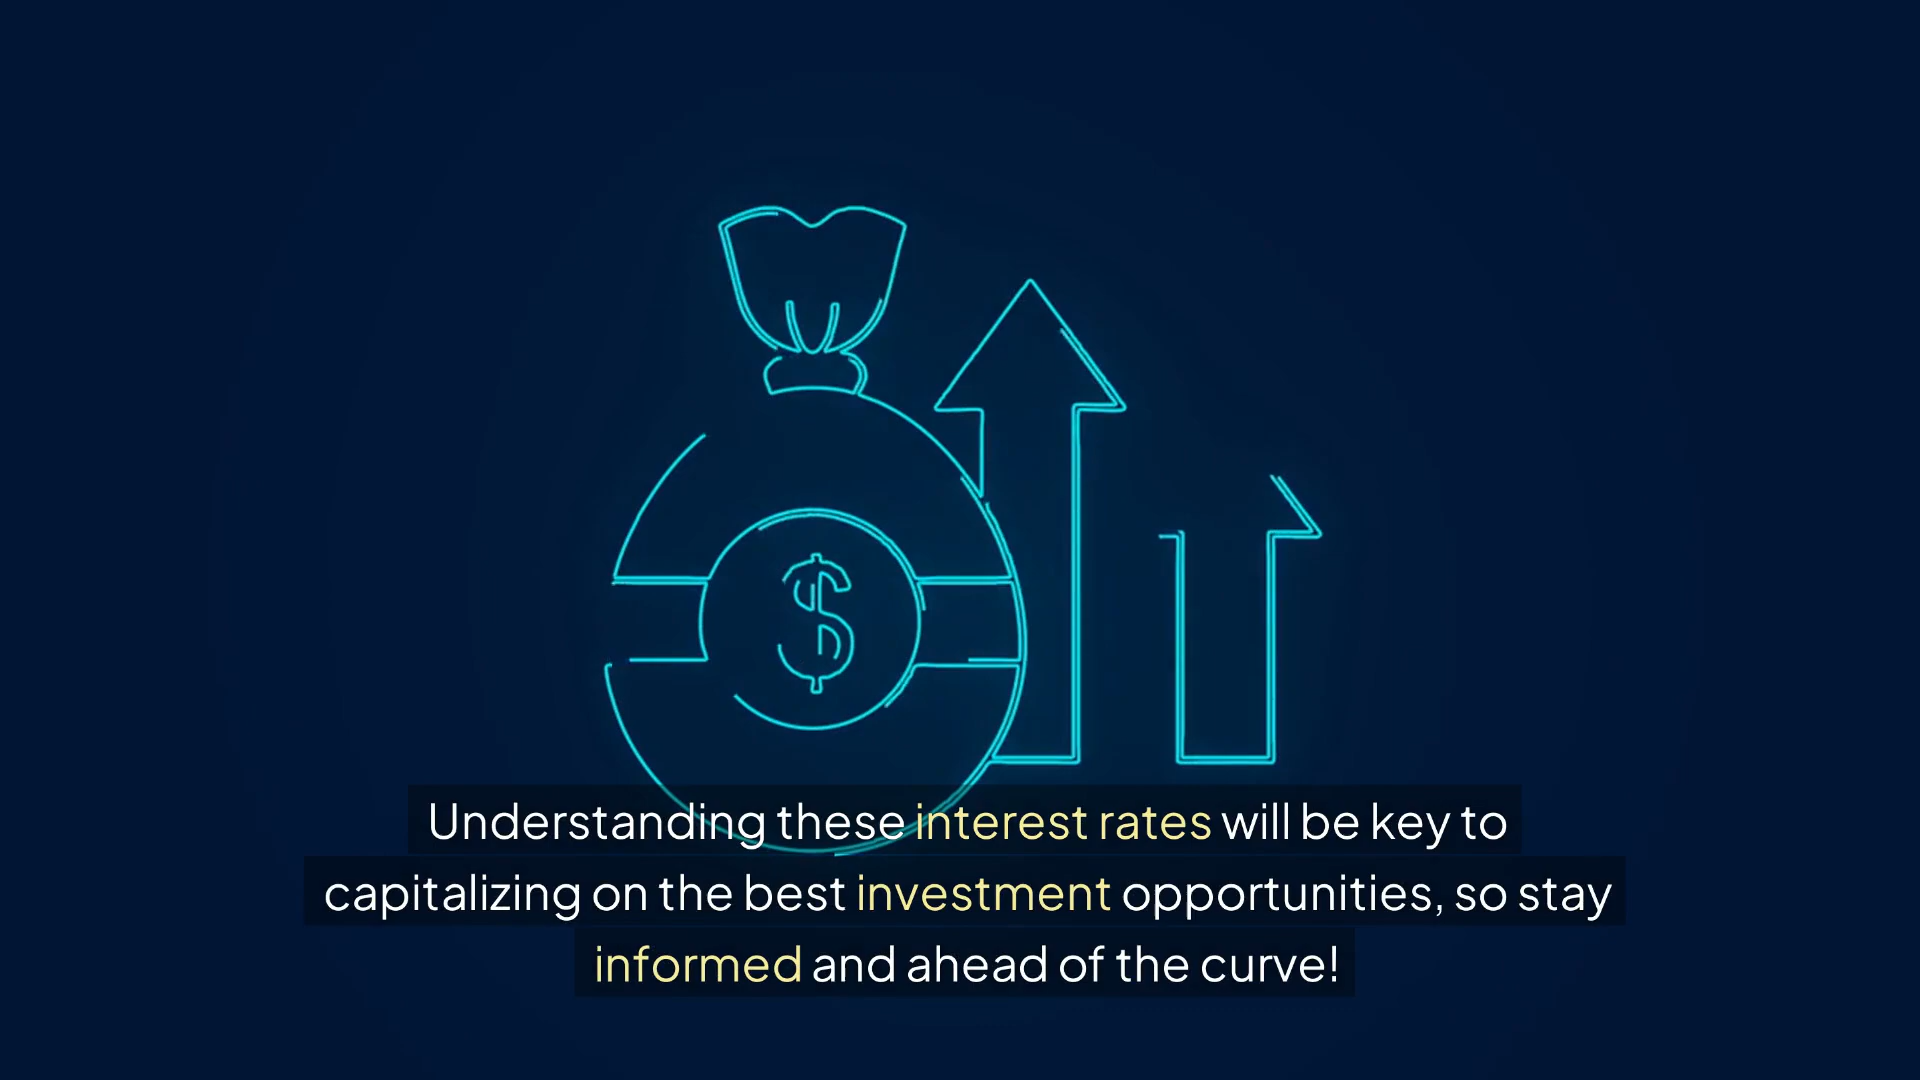 $
Understanding these interest rates will be key to
capitalizing on the best investment opportunities, so stay
informed and ahead of the curve!